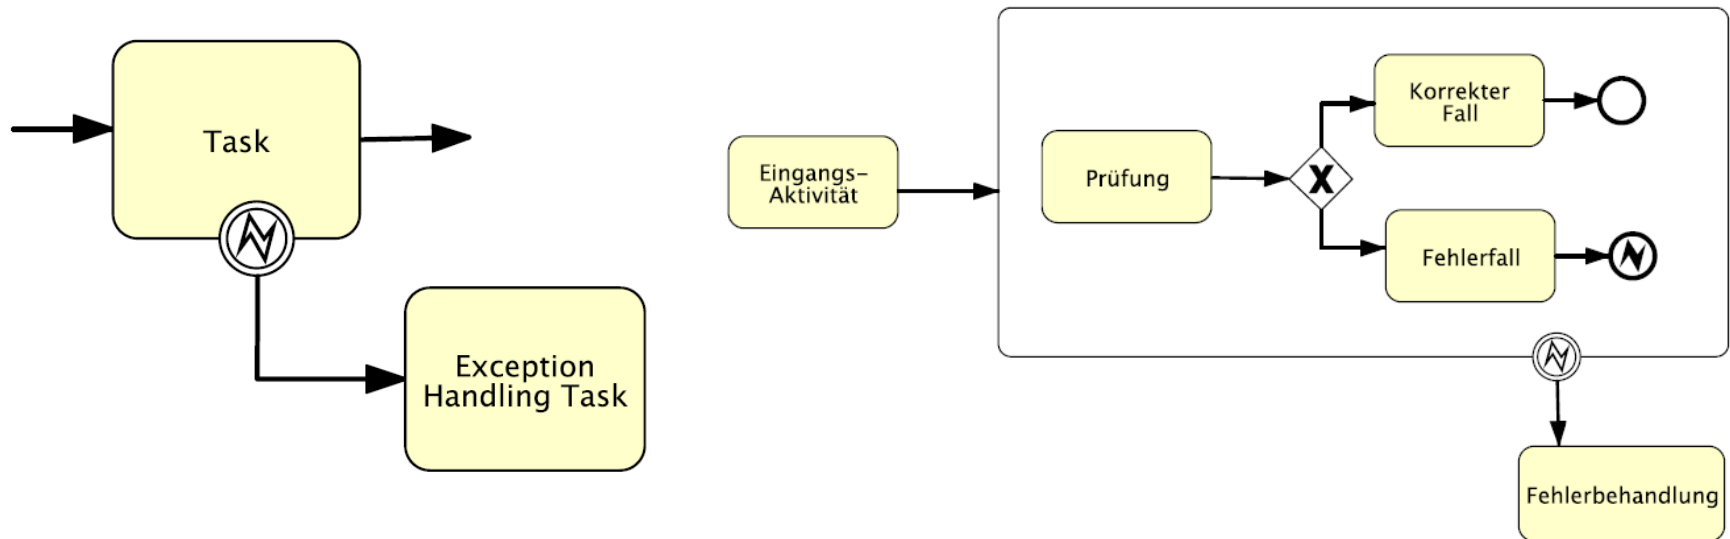 Task
Exception
Handling Task
Eingangs-
Aktivität
Prüfung
Korrekter
Fall
Fehlerfall
Fehlerbehandlung